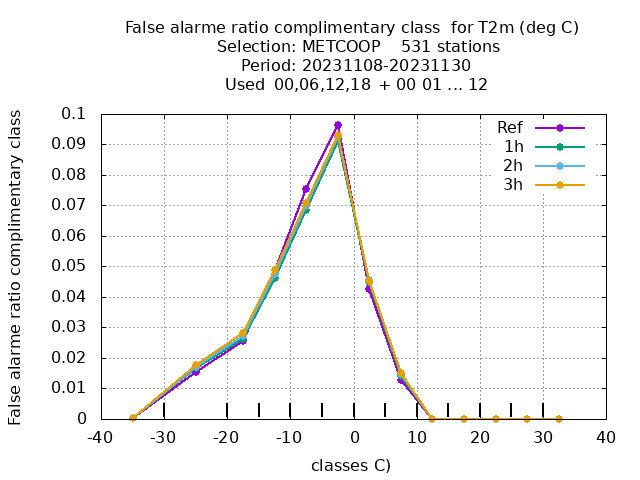 False alarme ratio complimentary class  for T2m (deg C)
Selection: METCOOP    531 stations
Period: 20231108-20231130
Used  00,06,12,18 + 00 01 ... 12
False alarme ratio complimentary class
0.1
0.09
0.08
0.07
0.06
0.05
0.04
0.03
0.02
0.01
0
Ref
1h
2h
3h
-40 -30 -20 -10 0 10 20 30 40
classes C)